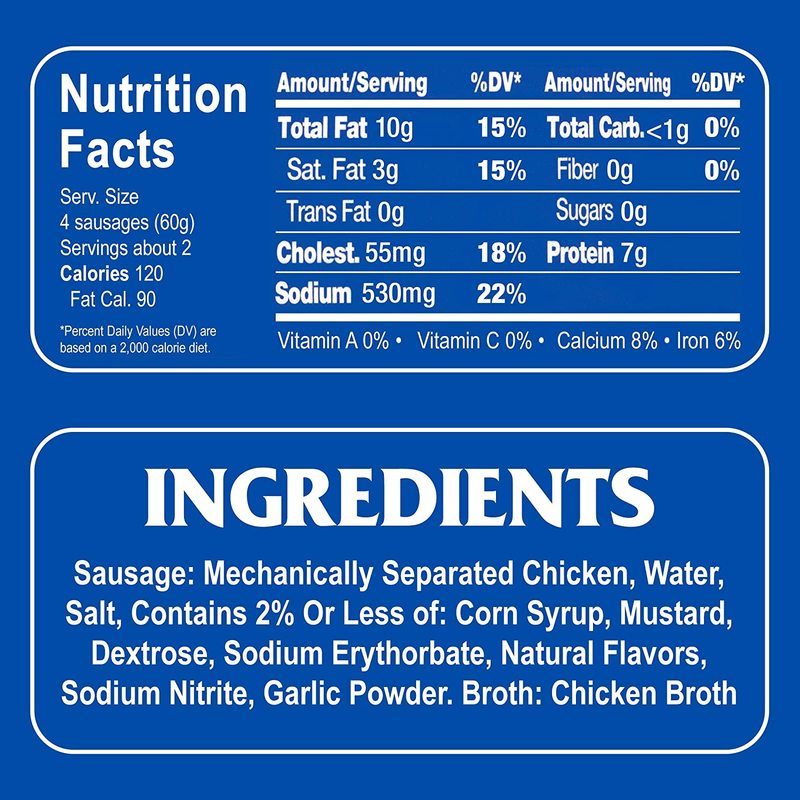 Nutrition
Facts
Serv. Size
4 sausages (60g)
Servings about 2
Calories 120
Fat Cal. 90
*Percent Daily Values (DV) are
based on a 2,000 calorie diet.
Amount/Serving %DV* Amount/Serving %DV*
Total Fat 10g 15% Total Carb.<1g 0%
Sat. Fat 3g 15% Fiber 0g 0%
Trans Fat 0g Sugars 0g
Cholest. 55mg 18% Protein 7g
Sodium 530mg 22%
Vitamin A 0% • Vitamin C 0% • Calcium 8% • Iron 6%
INGREDIENTS
Sausage: Mechanically Separated Chicken, Water,
Salt, Contains 2% Or Less of: Corn Syrup, Mustard,
Dextrose, Sodium Erythorbate, Natural Flavors,
Sodium Nitrite, Garlic Powder. Broth: Chicken Broth